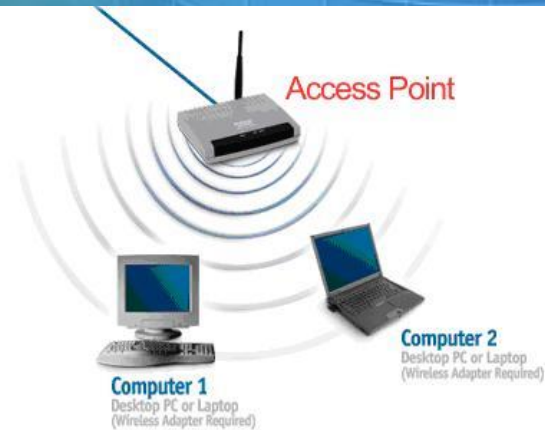 Access Point
Computer 2
Desktop PC or Laptop
(Wireless Adapter Required)
Computer 1
Desktop PC or Laptop
(Wireless Adapter Required)